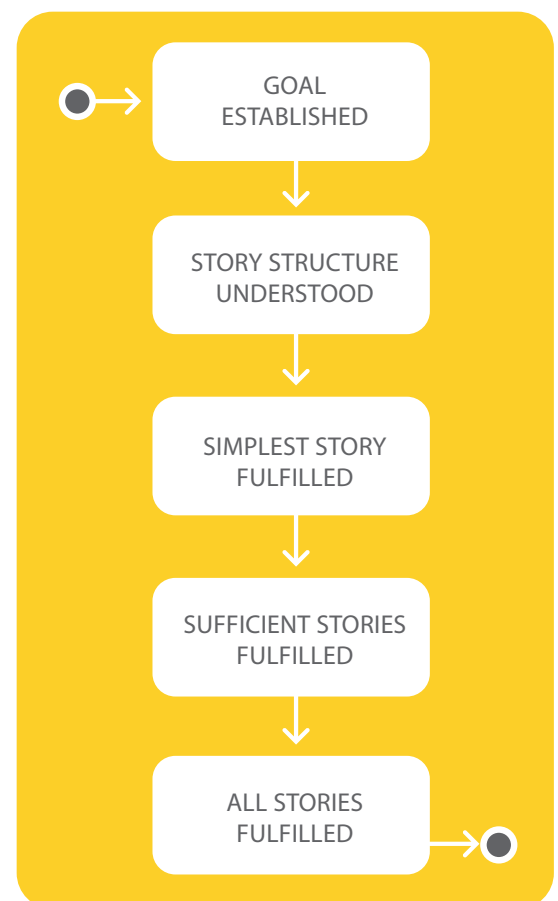 GOAL
ESTABLISHED
STORY STRUCTURE
UNDERSTOOD
SIMPLEST STORY
FULFILLED
SUFFICIENT STORIES
FULFILLED
ALL STORIES
FULFILLED